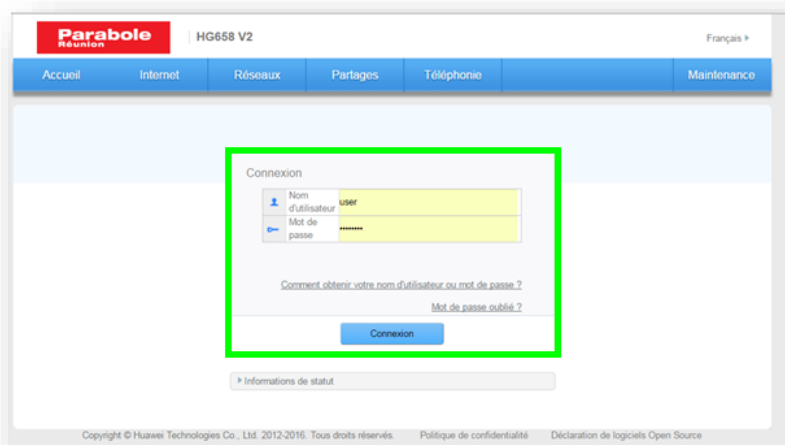 Parabole
Réunion
HG658 V2
Français
Accueil Internet Réseaux Partages Téléphonie Maintenance
Connexion
Nom
d'utilisateur user
Mot de
passe •••••••••
Comment obtenir votre nom d'utilisateur ou mot de passe ?
Mot de passe oublié ?
Connexion
Informations de statut
Copyright © Huawei Technologies Co., Ltd. 2012-2016. Tous droits réservés. Politique de confidentialité Déclaration de logiciels Open Source